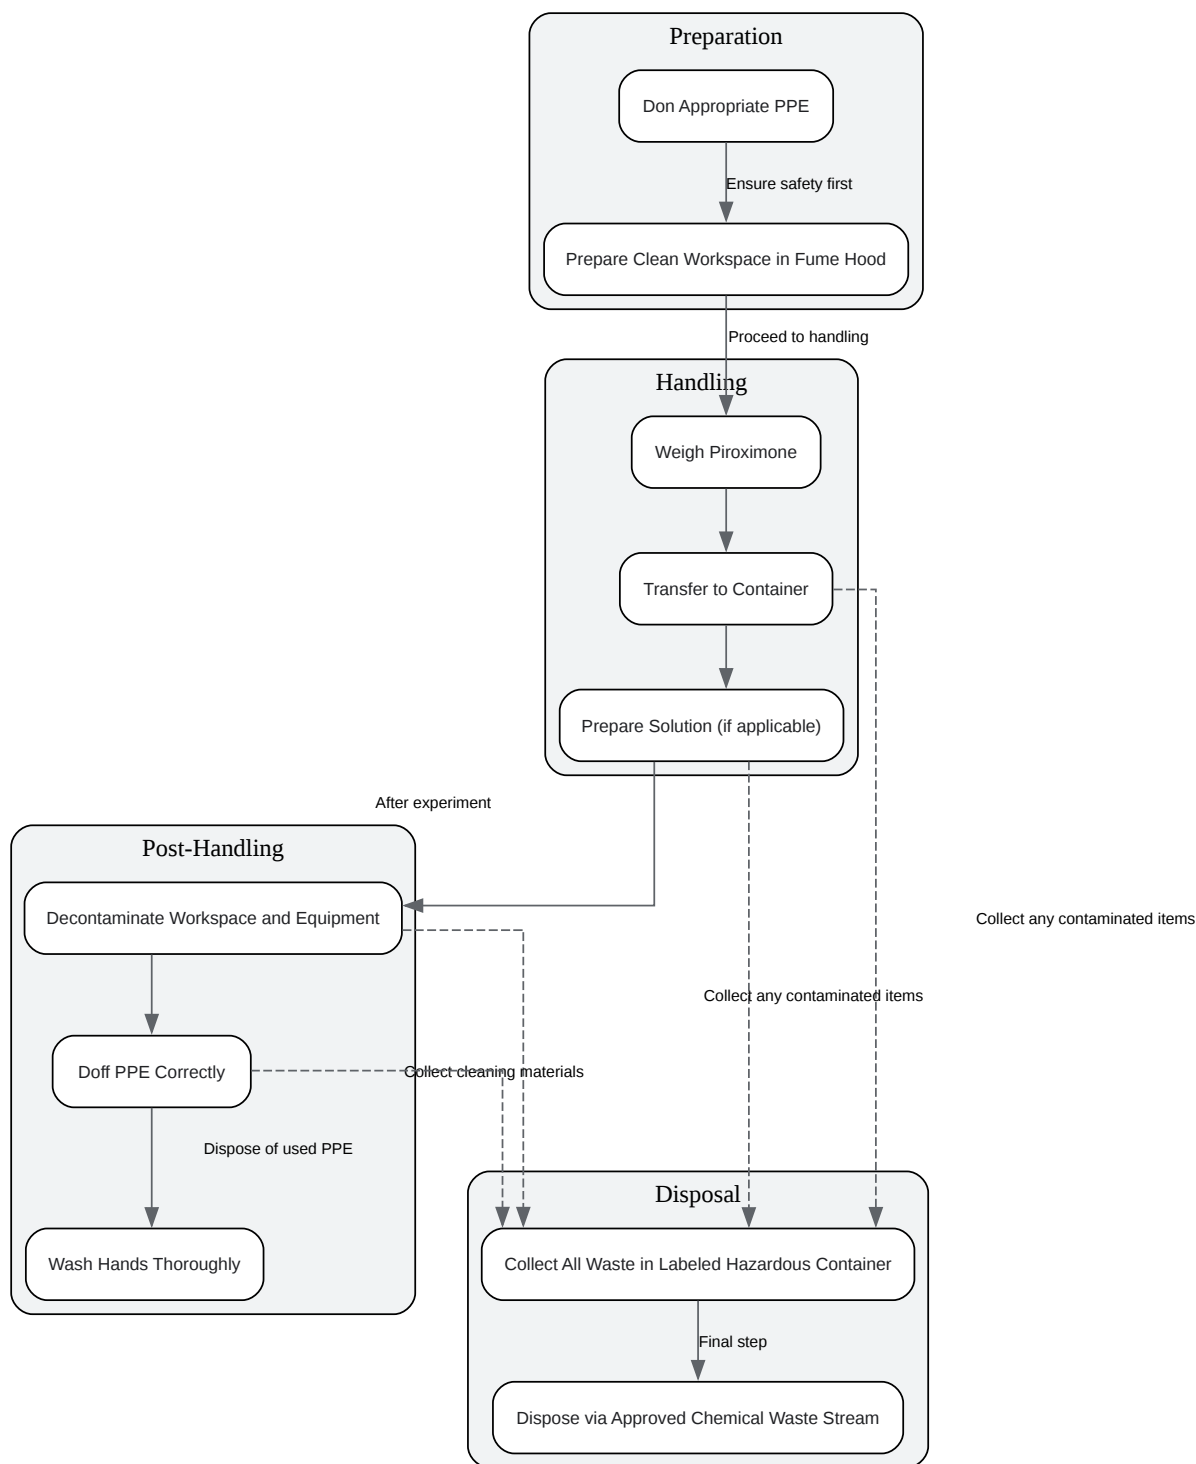 Preparation
Don Appropriate PPE
Ensure safety first
Prepare Clean Workspace in Fume Hood
Proceed to handling
Handling
Weigh Piroximone
Transfer to Container
Prepare Solution (if applicable)
After experiment
Post-Handling
Decontaminate Workspace and Equipment
Collect any contaminated items
Collect any contaminated items
Doff PPE Correctly
Collect cleaning materials
Dispose of used PPE
Disposal
Wash Hands Thoroughly
Collect All Waste in Labeled Hazardous Container
Final step
Dispose via Approved Chemical Waste Stream